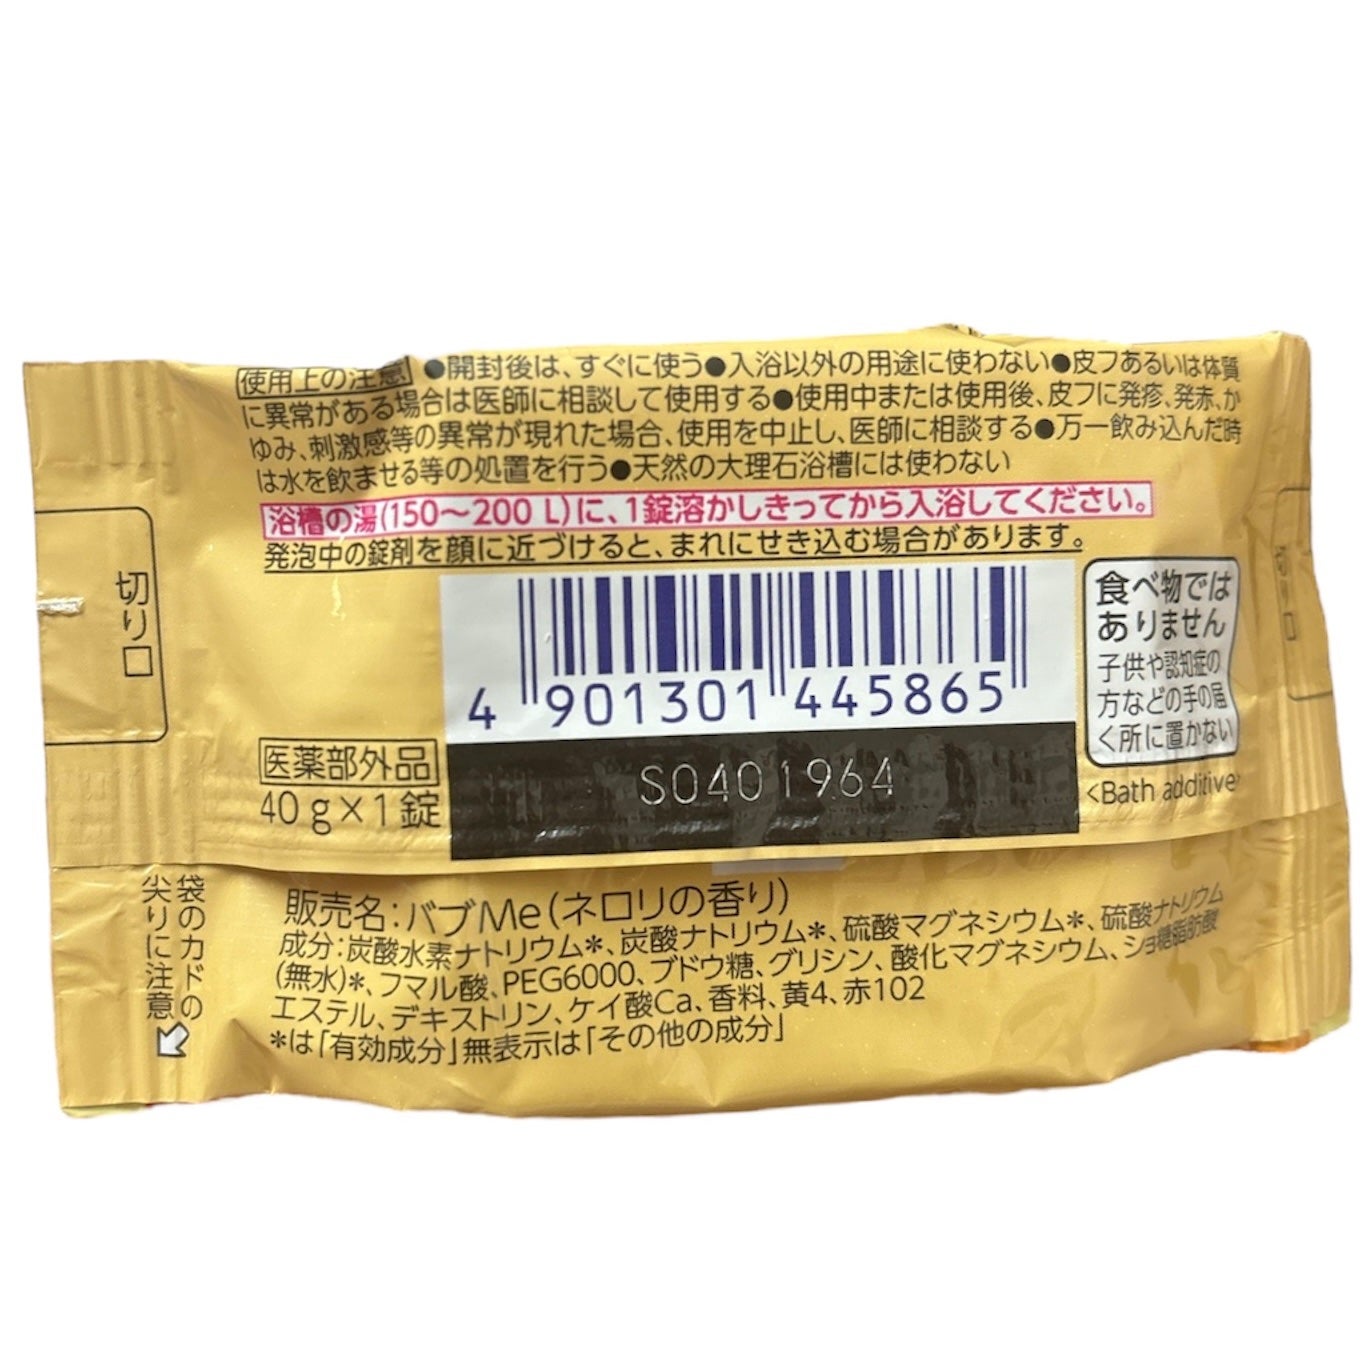 使用上の注意 ●開封後は、すぐに使う●入浴以外の用途に使わない●皮フあるいは体質
に異常がある場合は医師に相談して使用する●使用中または使用後、皮フに発疹、発赤、か
ゆみ、刺激感等の異常が現れた場合、使用を中止し、医師に相談する●万一飲み込んだ時
は水を飲ませる等の処置を行う●天然の大理石浴槽には使わない
浴槽の湯(150〜200 L)に、1錠溶かしきってから入浴してください。
発泡中の錠剤を顔に近づけると、まれにせき込む場合があります。
切り口
4 901301 445865
食べ物では
ありません
子供や認知症の
方などの手の届
く所に置かない
<Bath additive>
医薬部外品
40 g×1錠
S0401964
袋のカドの
尖りに注意
販売名:バブMe(ネロリの香り)
成分:炭酸水素ナトリウム*、炭酸ナトリウム*、硫酸マグネシウム*、硫酸ナトリウム
(無水)*、フマル酸、PEG6000、ブドウ糖、グリシン、酸化マグネシウム、ショ糖脂肪酸
エステル、デキストリン、ケイ酸Ca、香料、黄4、赤102
*は「有効成分」無表示は「その他の成分」